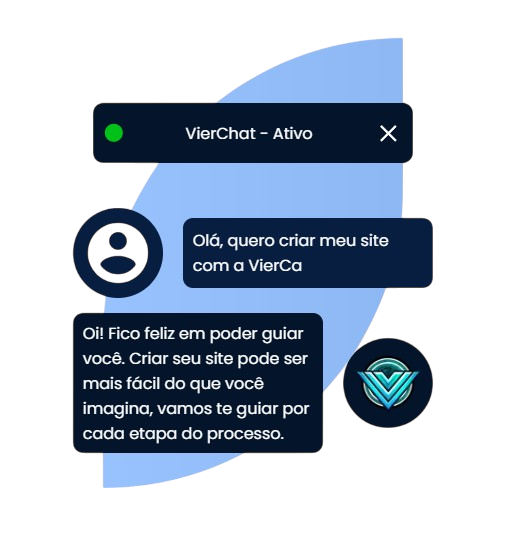 VierChat - Ativo
Olá, quero criar meu site
com a VierCa
Oi! Fico feliz em poder guiar
você. Criar seu site pode ser
mais fácil do que você
imagina, vamos te guiar por
cada etapa do processo.